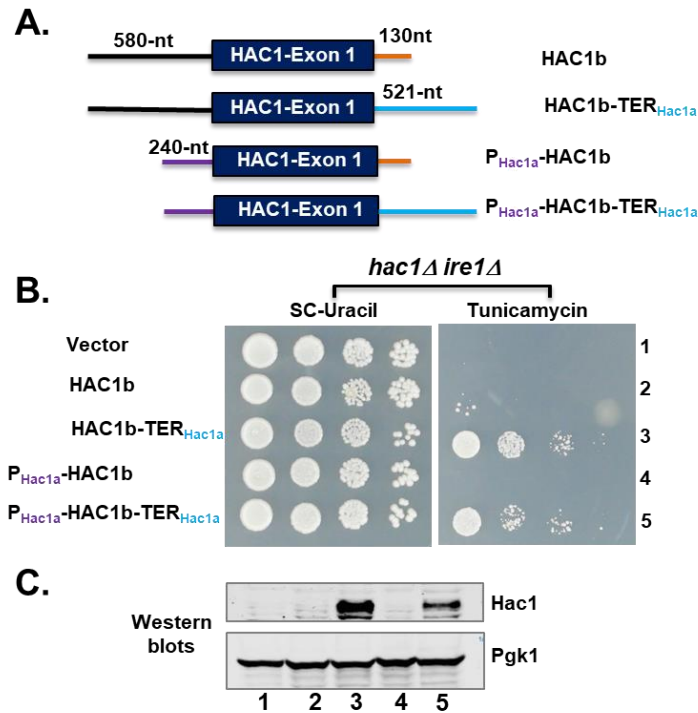 A.
580-nt HAC1-Exon 1 130nt HAC1b
HAC1-Exon 1 521-nt HAC1b-TERHac1a
240-nt HAC1-Exon 1 PHac1a-HAC1b
HAC1-Exon 1 PHac1a-HAC1b-TERHac1a
hac1Δ ire1Δ
B.
SC-Uracil Tunicamycin
Vector 1
HAC1b 2
HAC1b-TERHac1a 3
PHac1a-HAC1b 4
PHac1a-HAC1b-TERHac1a 5
C.
Hac1
Western
blots
Pgk1
1 2 3 4 5